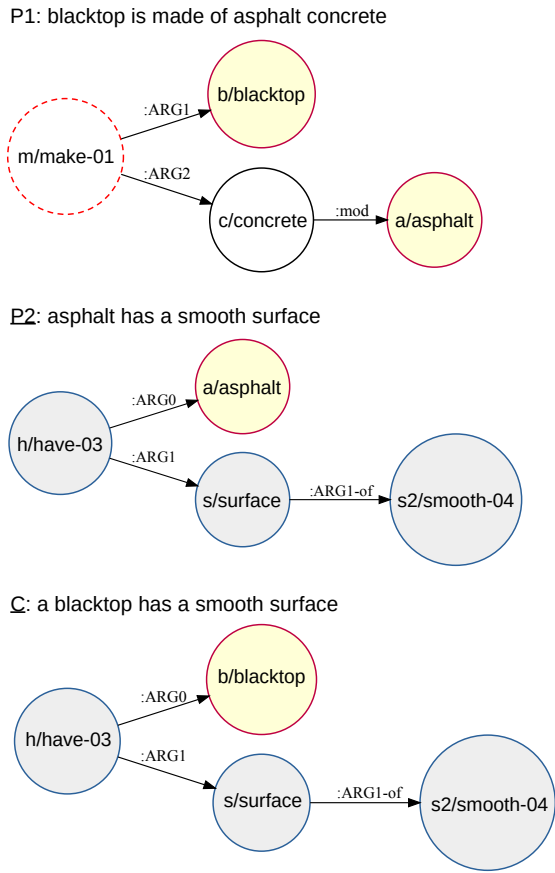 P1: blacktop is made of asphalt concrete
b/blacktop
:ARG1
m/make-01
:ARG2
c/concrete
:mod
a/asphalt
P2: asphalt has a smooth surface
a/asphalt
:ARG0
h/have-03
:ARG1
s/surface
:ARG1-of
s2/smooth-04
C: a blacktop has a smooth surface
b/blacktop
:ARG0
h/have-03
:ARG1
s/surface
:ARG1-of
s2/smooth-04